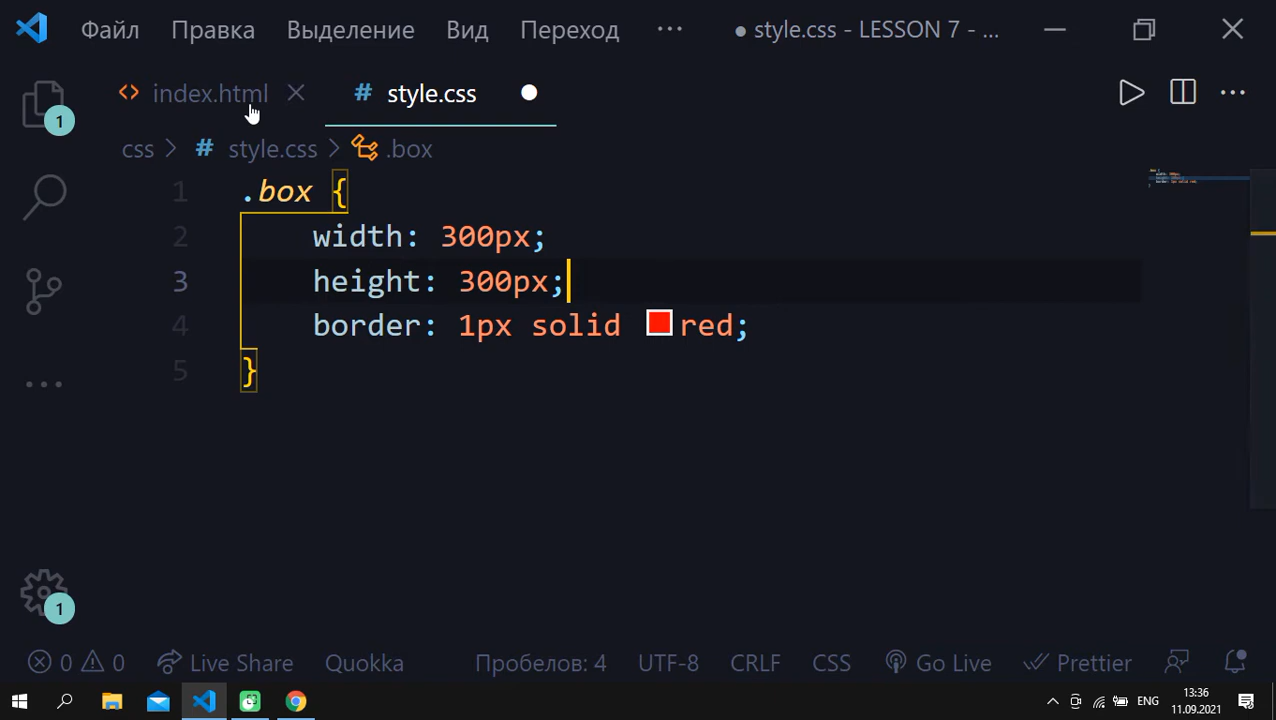 Файл Правка Выделение Вид Переход ··· ● style.css - LESSON 7 - ...
index.html # style.css
1
css > # style.css > .box
1 .box {
2 width: 300px;
3 height: 300px;
4 border: 1px solid red;
5 }
1
0 0 Live Share Quokka Пробелов: 4 UTF-8 CRLF CSS Go Live Prettier
ENG 13:36
11.09.2021